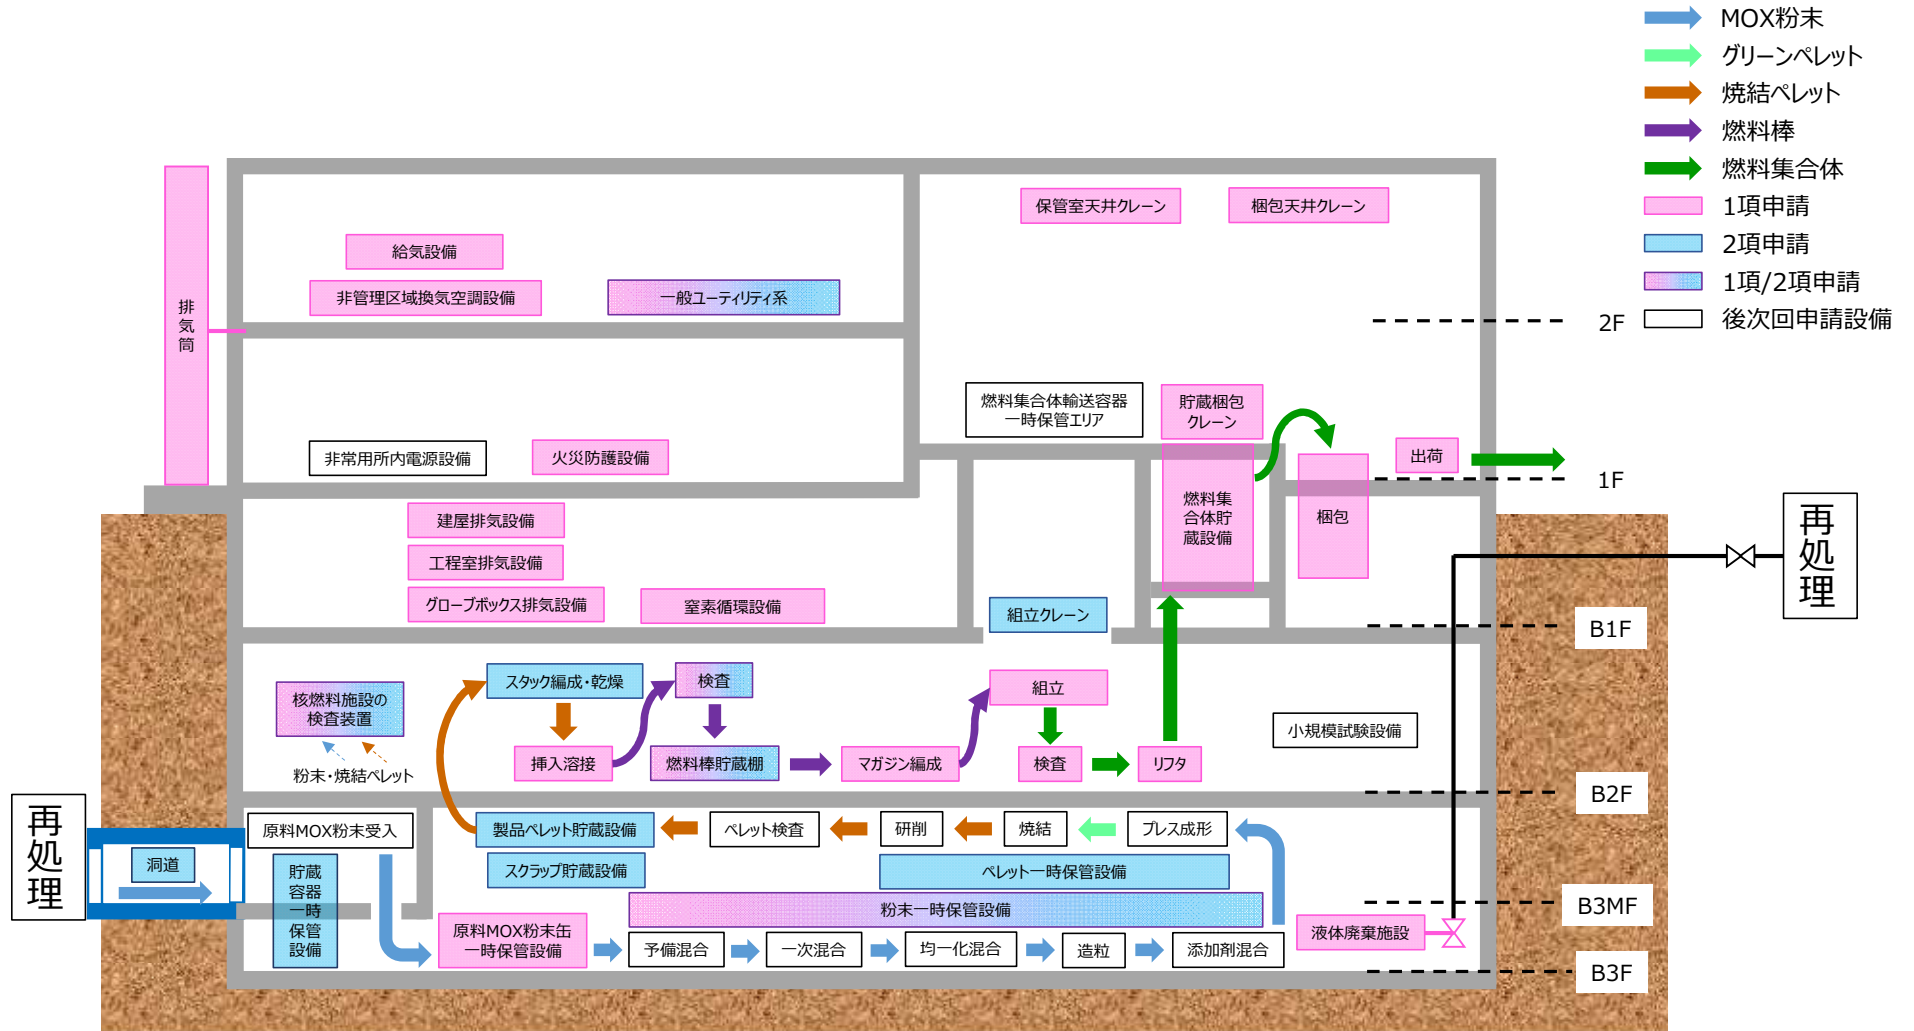 MOX粉末
グリーンペレット
焼結ペレット
燃料棒
燃料集合体
1項申請
2項申請
1項/2項申請
後次回申請設備
排気筒
保管室天井クレーン
梱包天井クレーン
給気設備
非管理区域換気空調設備
一般ユーティリティ系
2F
燃料集合体輸送容器
一時保管エリア
貯蔵梱包
クレーン
非常用所内電源設備
火災防護設備
出荷
1F
燃料集
合体貯
蔵設備
梱包
建屋排気設備
工程室排気設備
グローブボックス排気設備
窒素循環設備
再処理
組立クレーン
B1F
核燃料施設の
検査装置
粉末・焼結ペレット
スタック編成・乾燥
検査
組立
挿入溶接
燃料棒貯蔵棚
マガジン編成
検査
リフタ
小規模試験設備
B2F
再処理
洞道
原料MOX粉末受入
貯蔵
容器
一時
保管
設備
製品ペレット貯蔵設備
ペレット検査
研削
焼結
プレス成形
スクラップ貯蔵設備
ペレット一時保管設備
粉末一時保管設備
B3MF
原料MOX粉末缶
一時保管設備
予備混合
一次混合
均一化混合
造粒
添加剤混合
液体廃棄施設
B3F